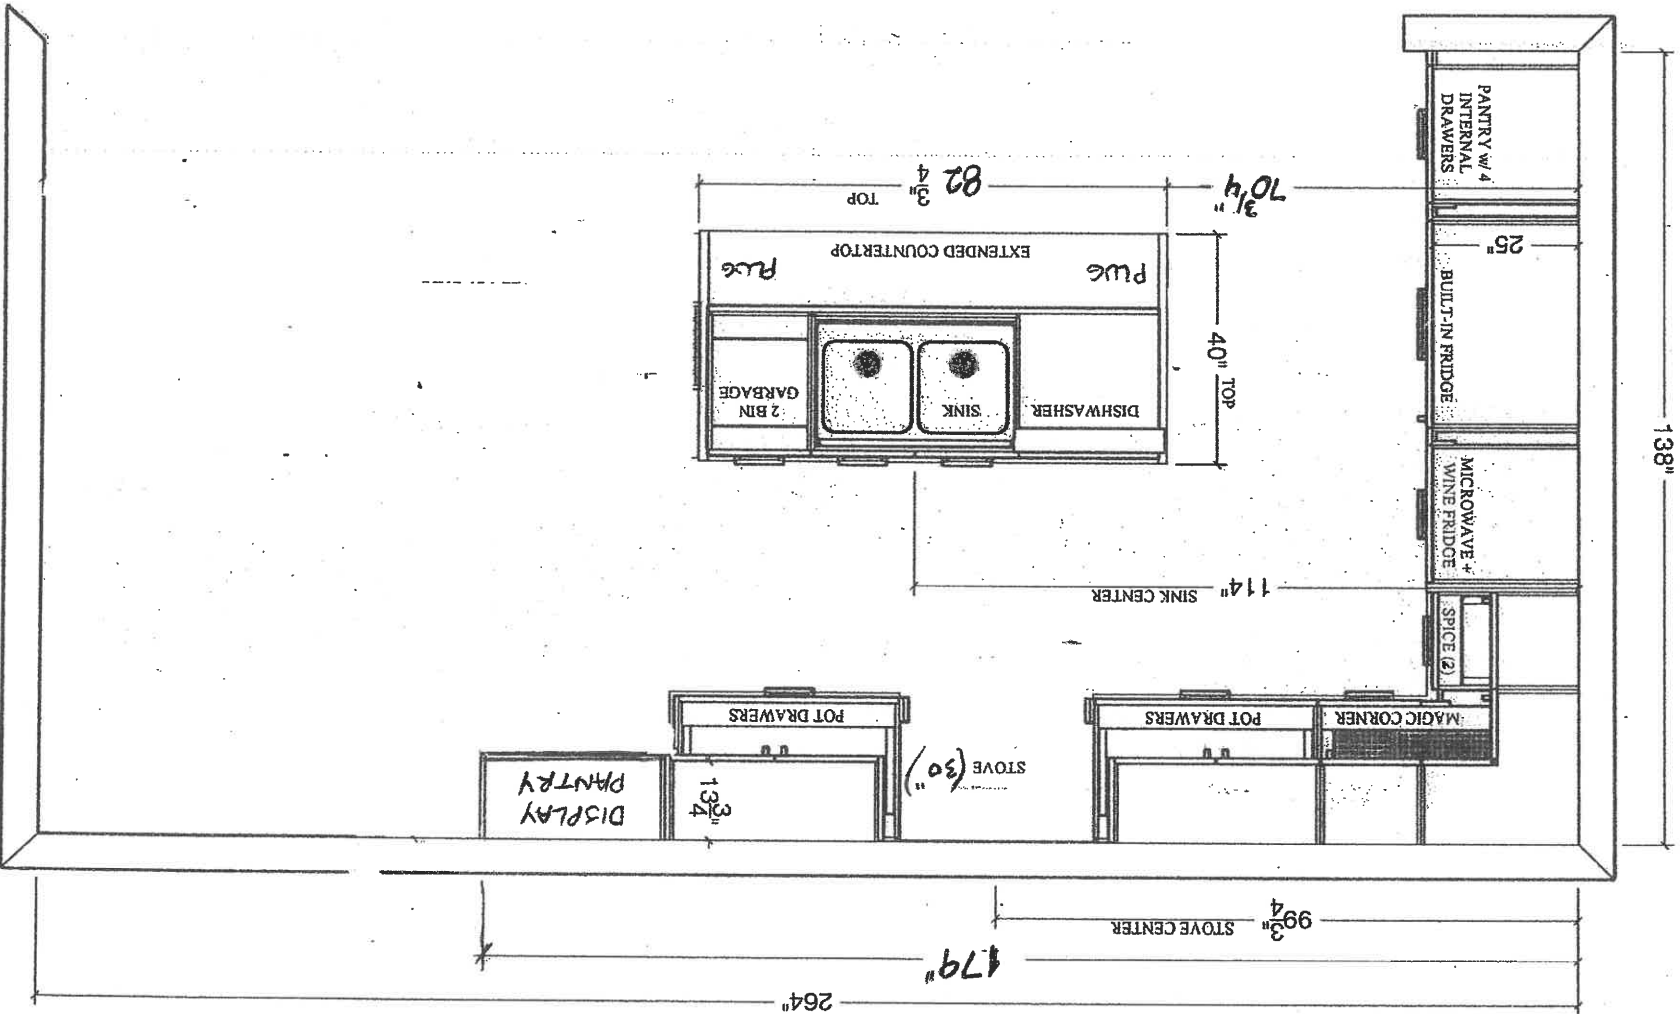 264"
179"
STOVE CENTER 99 3/4"
DISPLAY
PANTRY
13 3/4"
STOVE (30")
POT DRAWERS
POT DRAWERS
MAGIC CORNER
SPICE (2)
SINK CENTER 114"
MICROWAVE +
WINE FRIDGE
138"
2 BIN
GARBAGE
SINK
DISHWASHER
40" TOP
BUILT-IN FRIDGE
PLUG
PLUG
EXTENDED COUNTERTOP
25"
TOP 82 3/4"
70 3/4"
PANTRY w/ 4
INTERNAL
DRAWERS